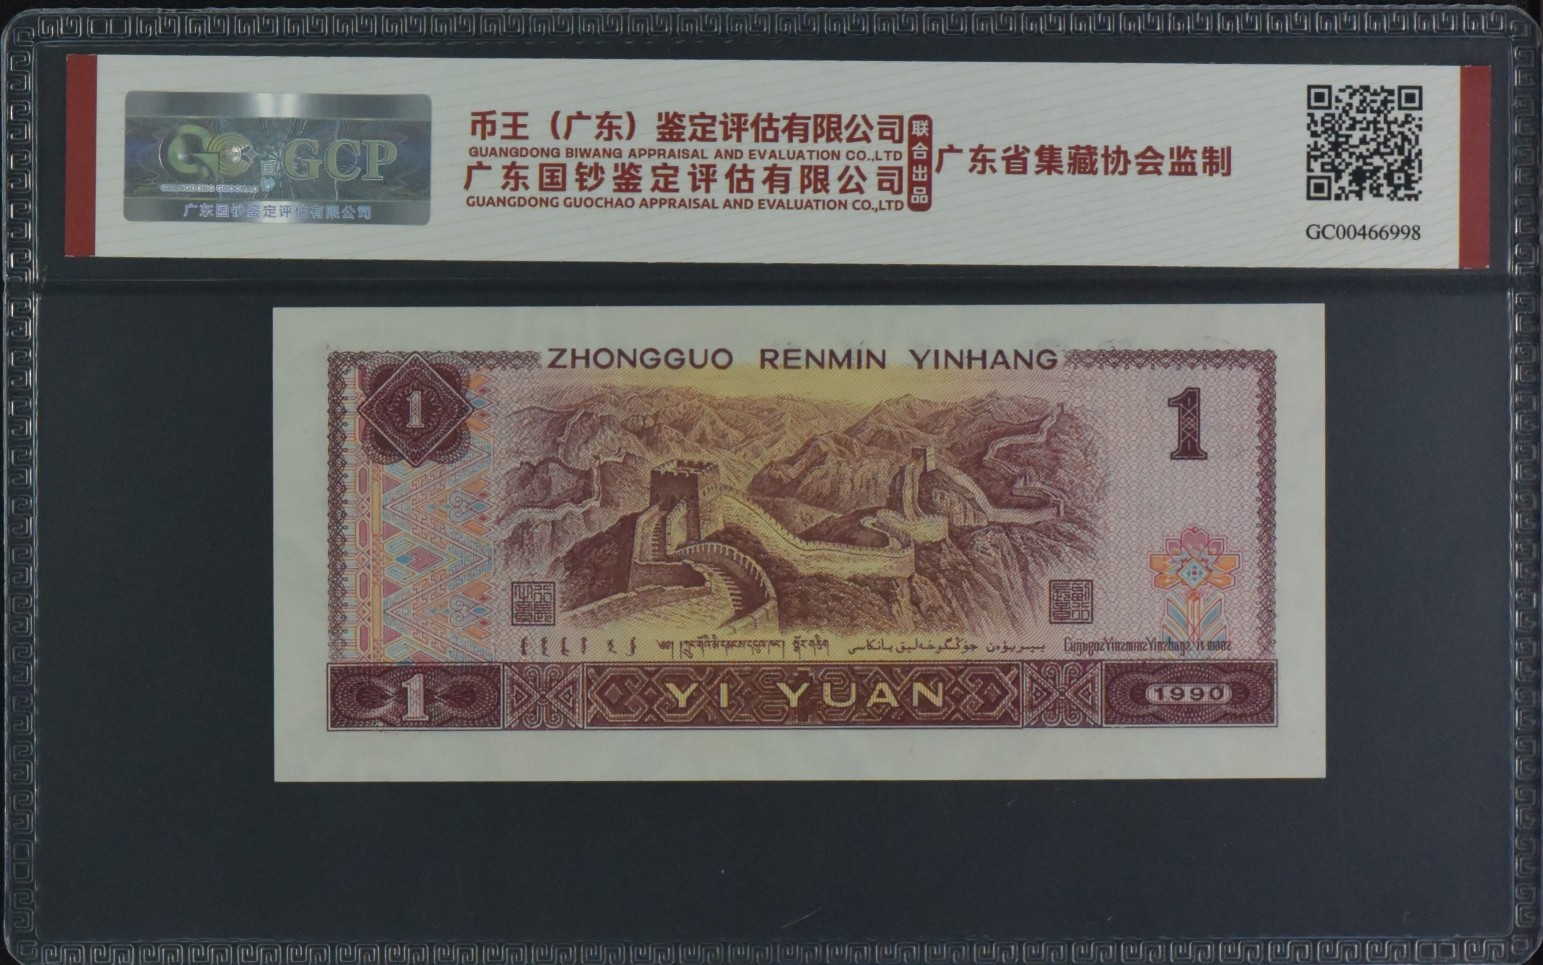 GCP
GUANGDONG GUOCHAO
广东国钞鉴定评估有限公司
币王（广东）鉴定评估有限公司
GUANGDONG BIWANG APPRAISAL AND EVALUATION CO.,LTD
广东国钞鉴定评估有限公司
GUANGDONG GUOCHAO APPRAISAL AND EVALUATION CO.,LTD
联合出品
广东省集藏协会监制
GC00466998
ZHONGGUO RENMIN YINHANG
1
1
1
YI YUAN
1990